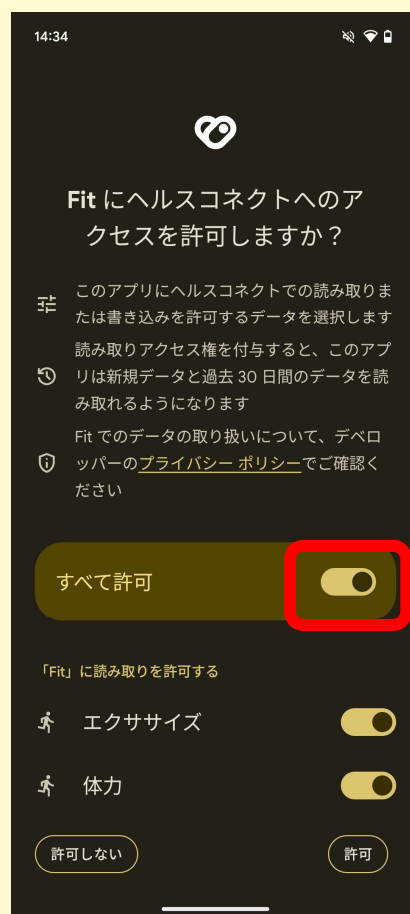 14:34
Fit にヘルスコネクトへのア
クセスを許可しますか？
このアプリにヘルスコネクトでの読み取りま
たは書き込みを許可するデータを選択します
読み取りアクセス権を付与すると、このアプ
リは新規データと過去 30 日間のデータを読
み取れるようになります
Fit でのデータの取り扱いについて、デベロ
ッパーのプライバシー ポリシーでご確認く
ださい
すべて許可
「Fit」に読み取りを許可する
エクササイズ
体力
許可しない
許可